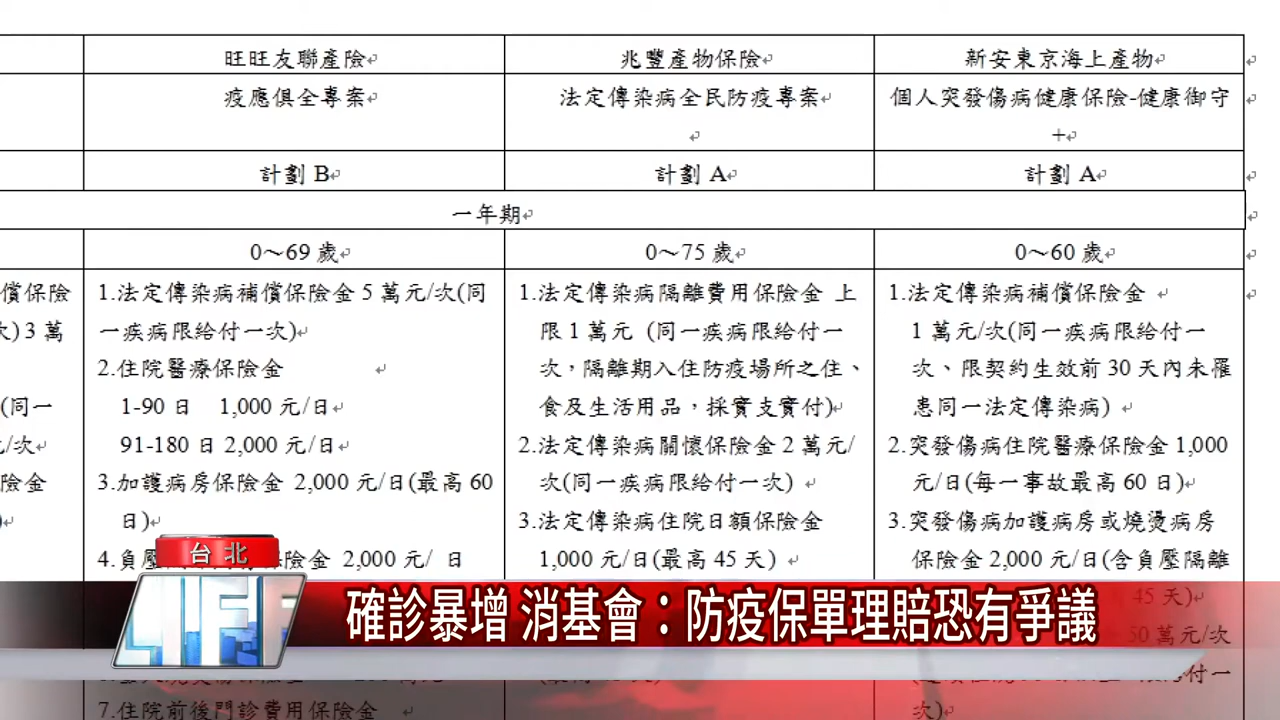 旺旺友聯產險
兆豐產物保險
新安東京海上產物
疫應俱全專案
法定傳染病全民防疫專案
個人突發傷病健康保險-健康御守
+
計劃 B
計劃 A
計劃 A
一年期
0～69 歲
0～75 歲
0～60 歲
償保險
次) 3 萬
(同一
元/次
險金
)
1.法定傳染病補償保險金 5 萬元/次(同
一疾病限給付一次)
2.住院醫療保險金
1-90 日 1,000 元/日
91-180 日 2,000 元/日
3.加護病房保險金 2,000 元/日(最高 60
日)
4.負壓
保險金 2,000 元/ 日
7.住院前後門診費用保險金
1.法定傳染病隔離費用保險金 上
限 1 萬元 (同一疾病限給付一
次，隔離期入住防疫場所之住、
食及生活用品，採實支實付)
2.法定傳染病關懷保險金 2 萬元/
次(同一疾病限給付一次)
3.法定傳染病住院日額保險金
1,000 元/日(最高 45 天)
1.法定傳染病補償保險金
1 萬元/次(同一疾病限給付一
次、限契約生效前 30 天內未罹
患同一法定傳染病)
2.突發傷病住院醫療保險金 1,000
元/日(每一事故最高 60 日)
3.突發傷病加護病房或燒燙病房
保險金 2,000 元/日(含負壓隔離
45 天)
50 萬元/次
付一
次)
台北
LIFE
確診暴增 消基會：防疫保單理賠恐有爭議